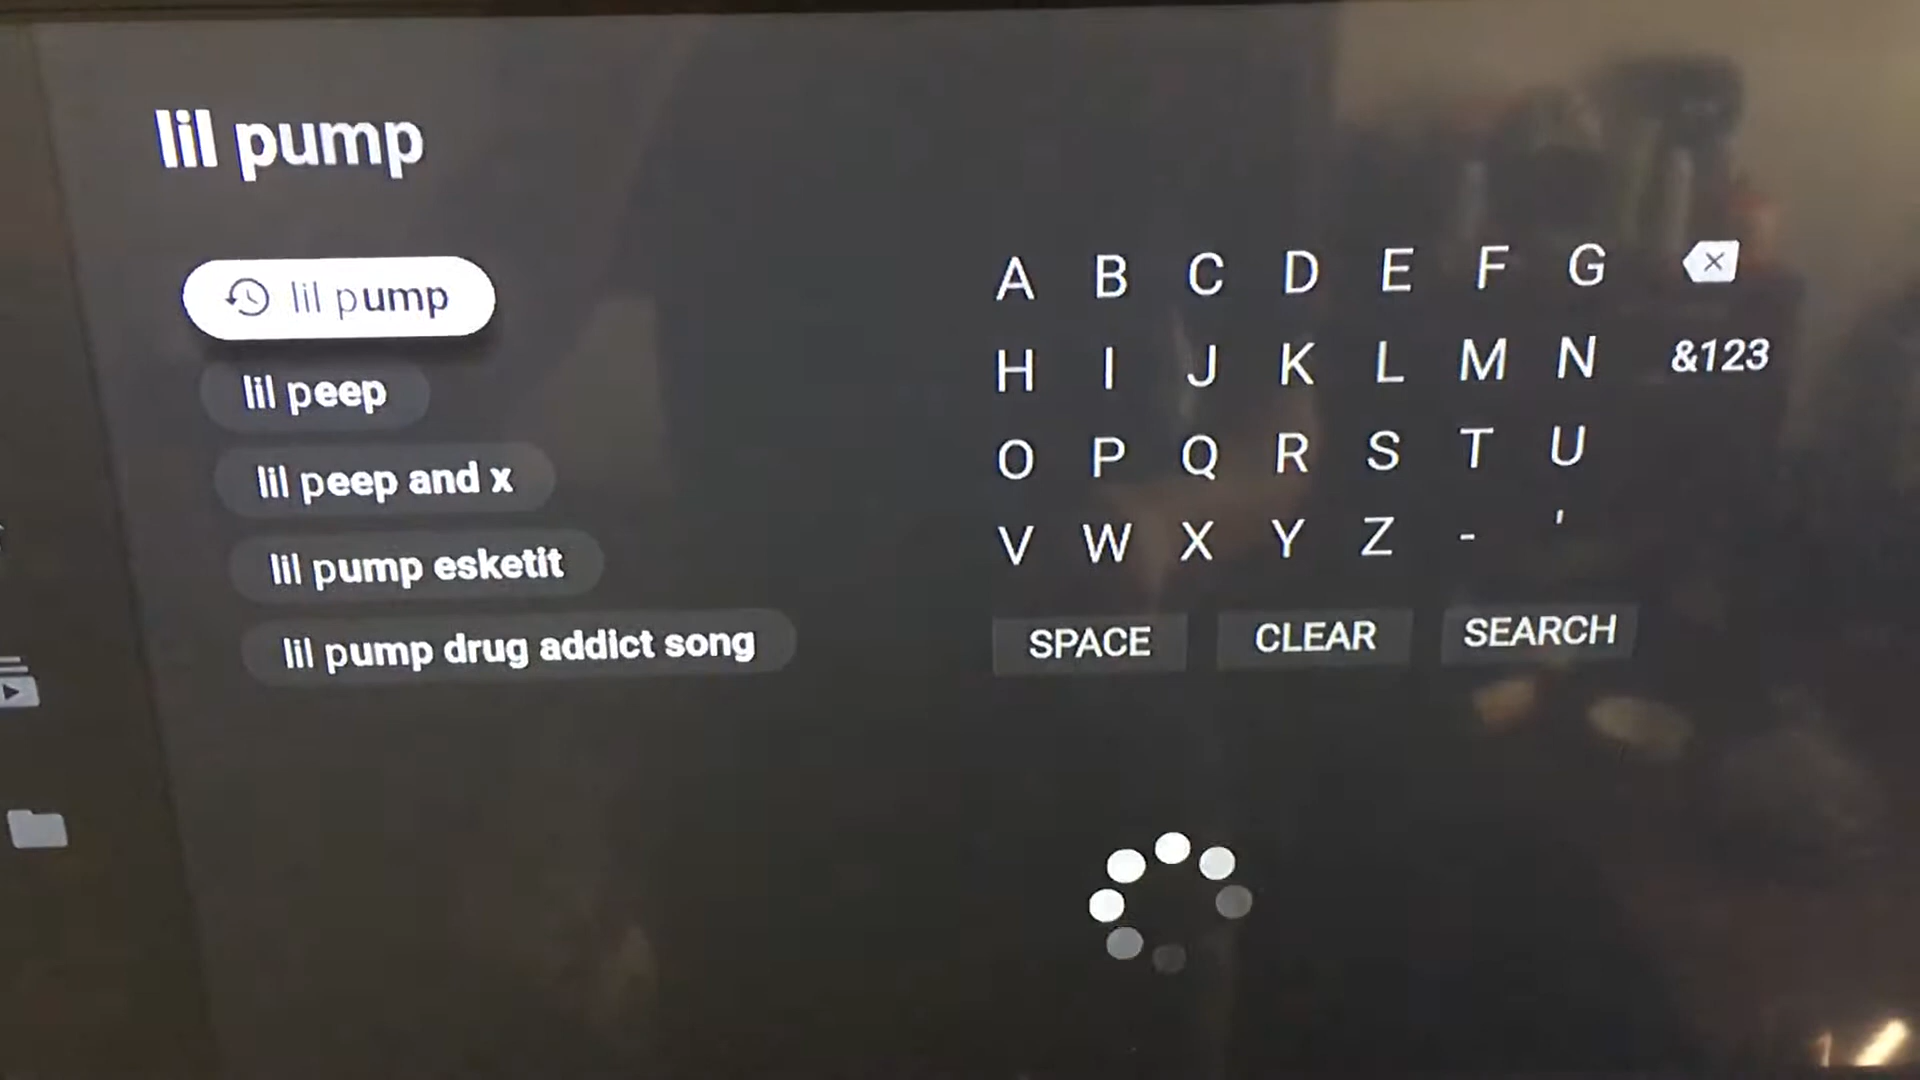 lil pump
lil pump
lil peep
lil peep and x
lil pump esketit
lil pump drug addict song
A B C D E F G
H I J K L M N &123
O P Q R S T U
V W X Y Z - '
SPACE CLEAR SEARCH